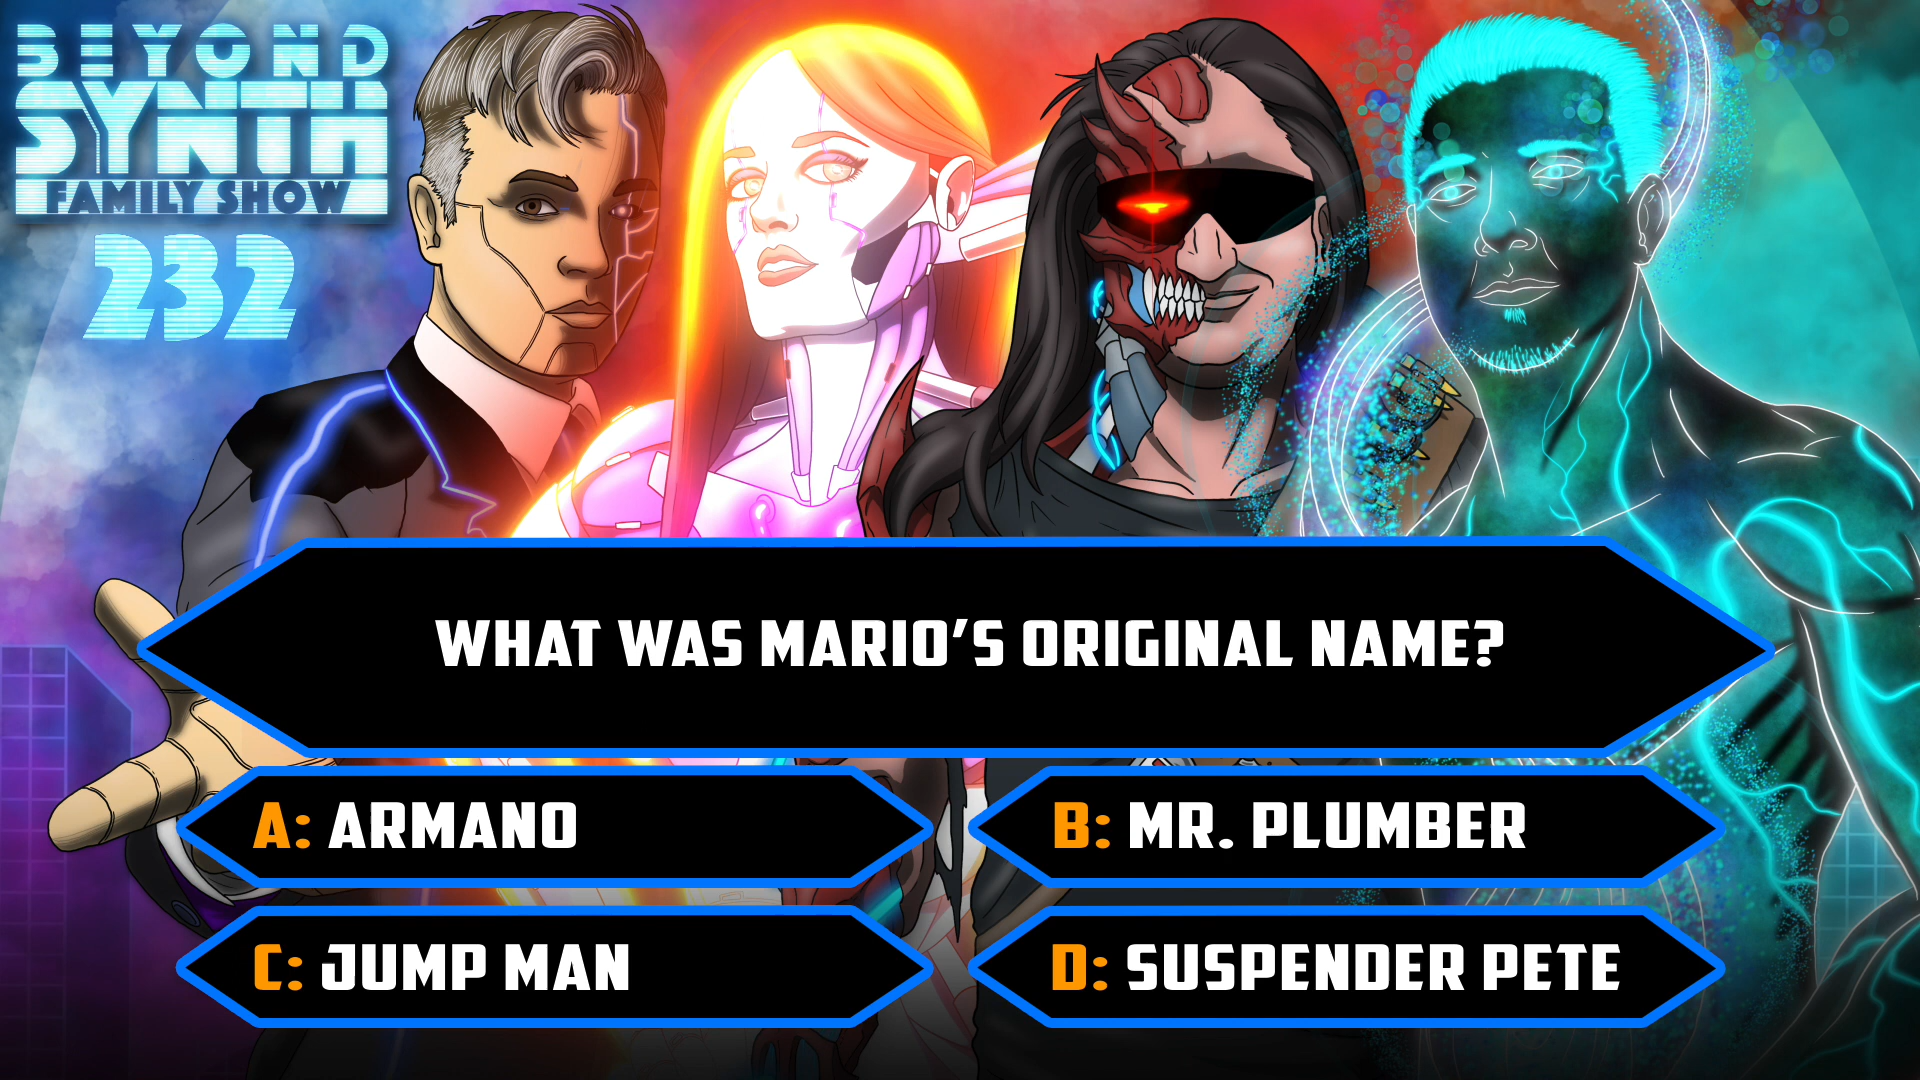 BEYOND
SYNTH
FAMILY SHOW
232
WHAT WAS MARIO'S ORIGINAL NAME?
A: ARMANO
B: MR. PLUMBER
C: JUMP MAN
D: SUSPENDER PETE